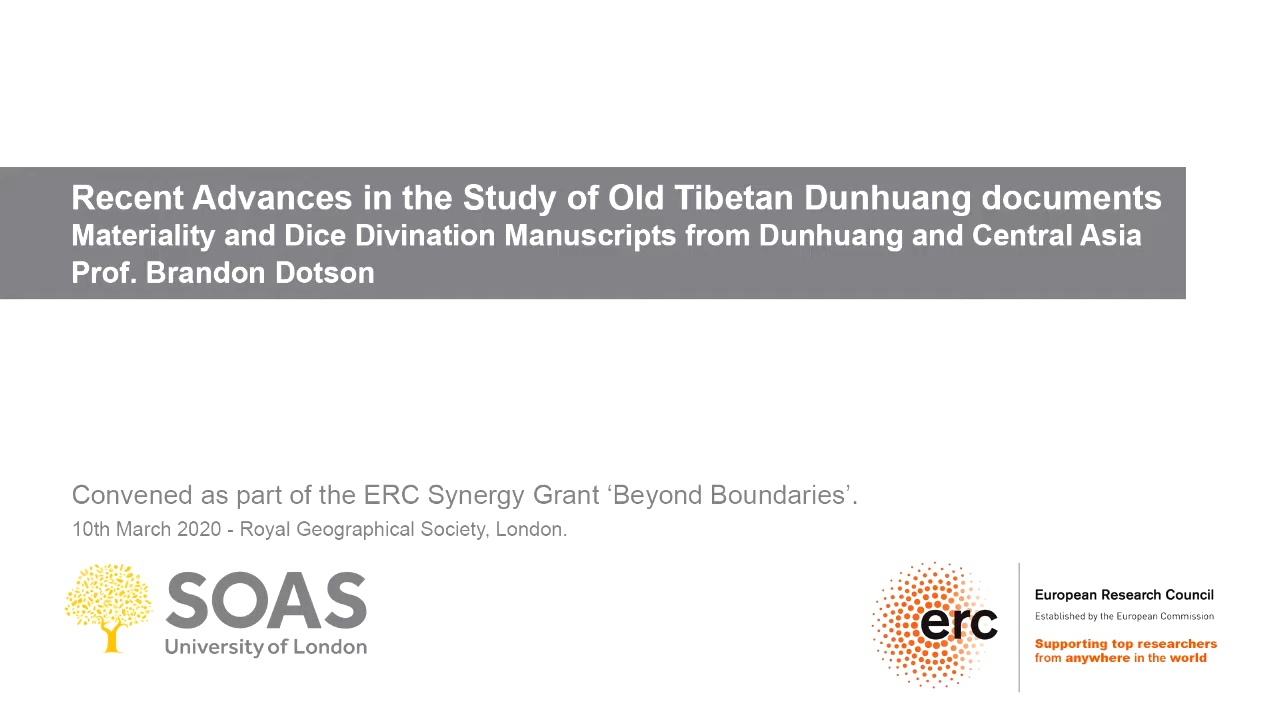 Recent Advances in the Study of Old Tibetan Dunhuang documents
Materiality and Dice Divination Manuscripts from Dunhuang and Central Asia
Prof. Brandon Dotson
Convened as part of the ERC Synergy Grant ‘Beyond Boundaries’.
10th March 2020 - Royal Geographical Society, London.
SOAS
University of London
erc
European Research Council
Established by the European Commission
Supporting top researchers
from anywhere in the world